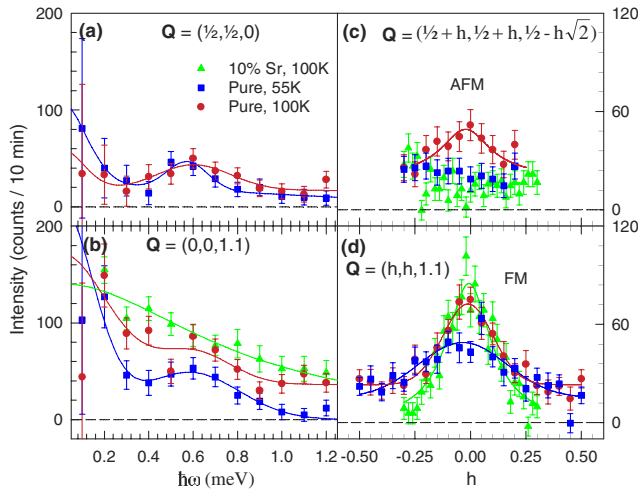 (a) Q = (½,½,0)
10% Sr, 100K
Pure, 55K
Pure, 100K
200
100
0
(b) Q = (0,0,1.1)
200
100
0
Intensity (counts / 10 min)
0.2 0.4 0.6 0.8 1.0 1.2
ħω (meV)
(c) Q = (½ + h, ½ + h, ½ - h√2)
AFM
60
0
(d)
Q = (h,h,1.1)
FM
120
60
0
-0.50 -0.25 0.00 0.25 0.50
h